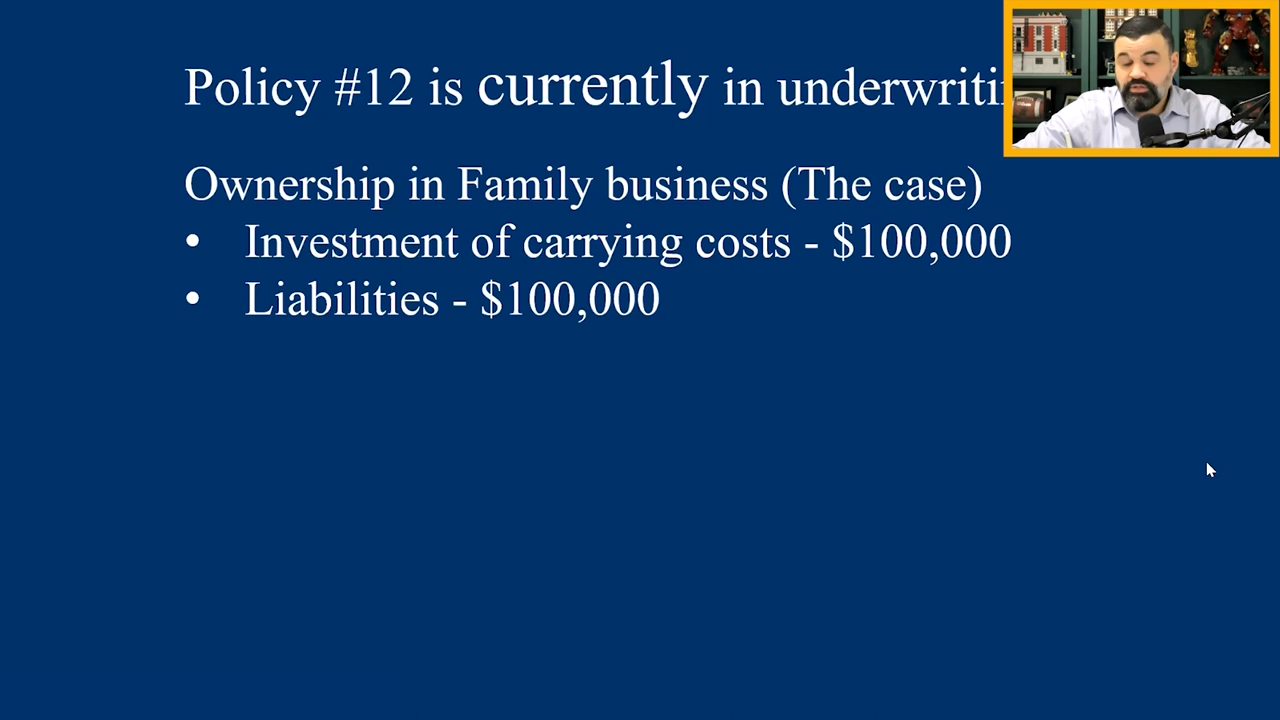 Policy #12 is currently in
Ownership in Family business (The case)
• Investment of carrying costs - $100,000
• Liabilities - $100,000